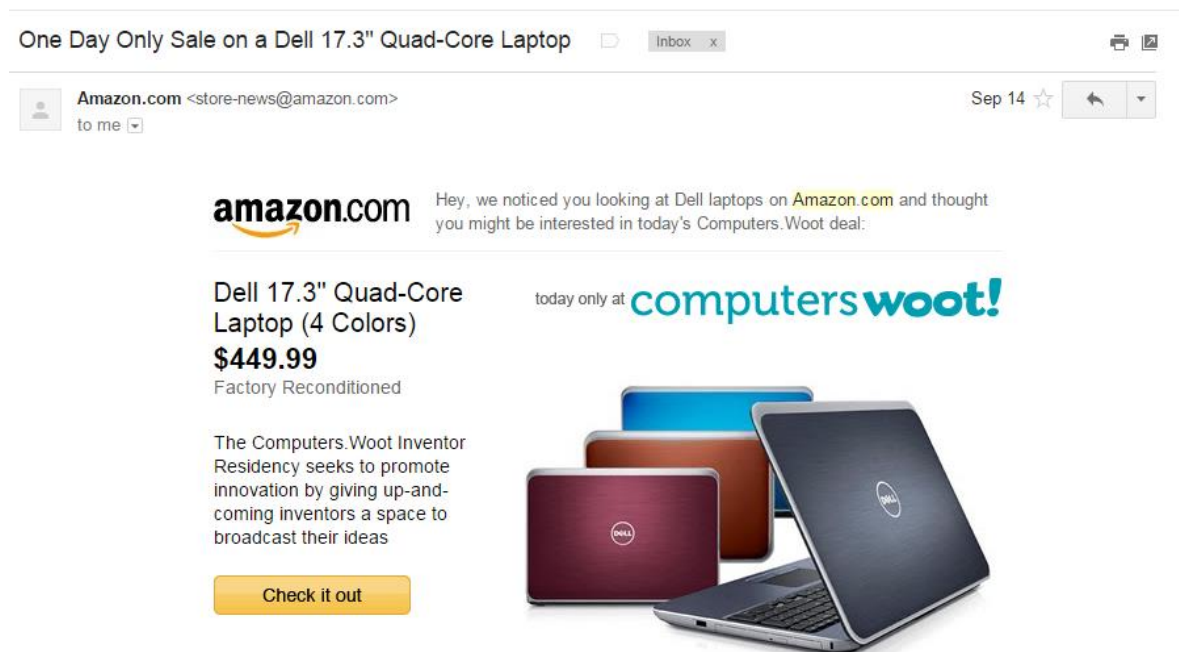 One Day Only Sale on a Dell 17.3" Quad-Core Laptop
Inbox x
Amazon.com <store-news@amazon.com>
Sep 14
to me
amazon.com
Hey, we noticed you looking at Dell laptops on Amazon.com and thought
you might be interested in today's Computers.Woot deal:
Dell 17.3" Quad-Core
Laptop (4 Colors)
$449.99
Factory Reconditioned
today only at computers woot!
The Computers.Woot Inventor
Residency seeks to promote
innovation by giving up-and-
coming inventors a space to
broadcast their ideas
Check it out
DELL
DELL